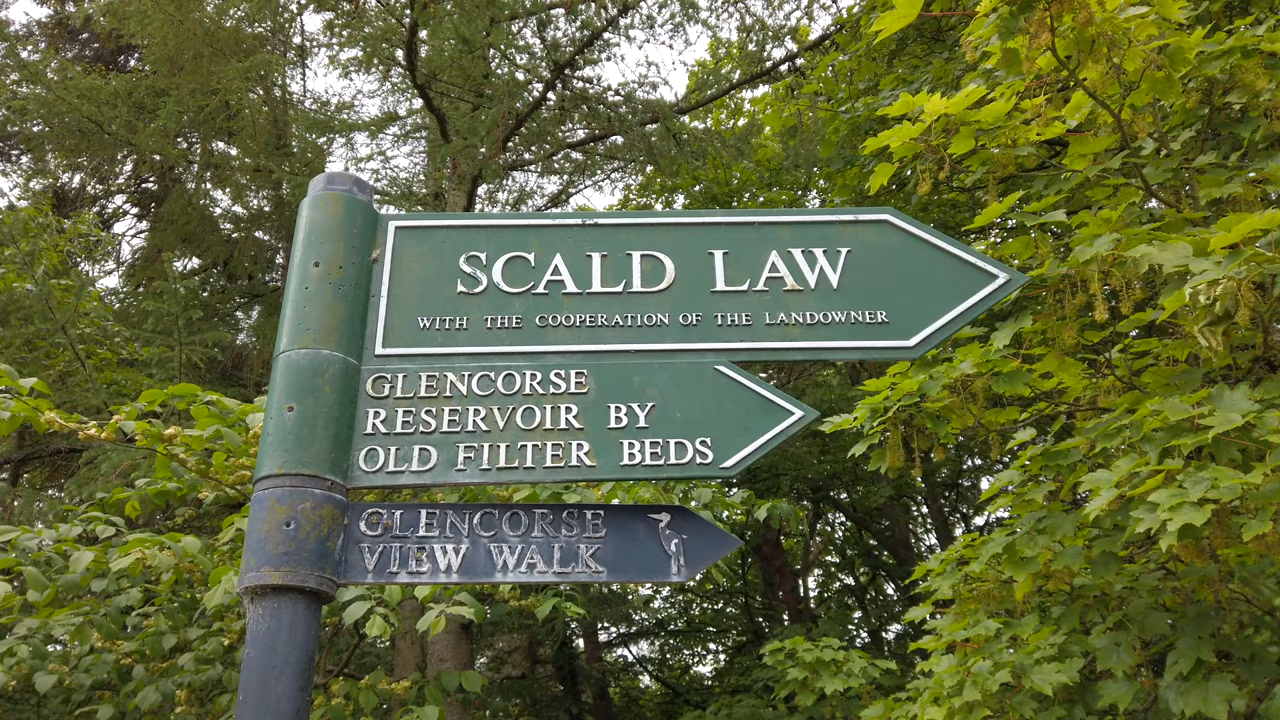 SCALD LAW
WITH THE COOPERATION OF THE LANDOWNER
GLENCORSE
RESERVOIR BY
OLD FILTER BEDS
GLENCORSE
VIEW WALK